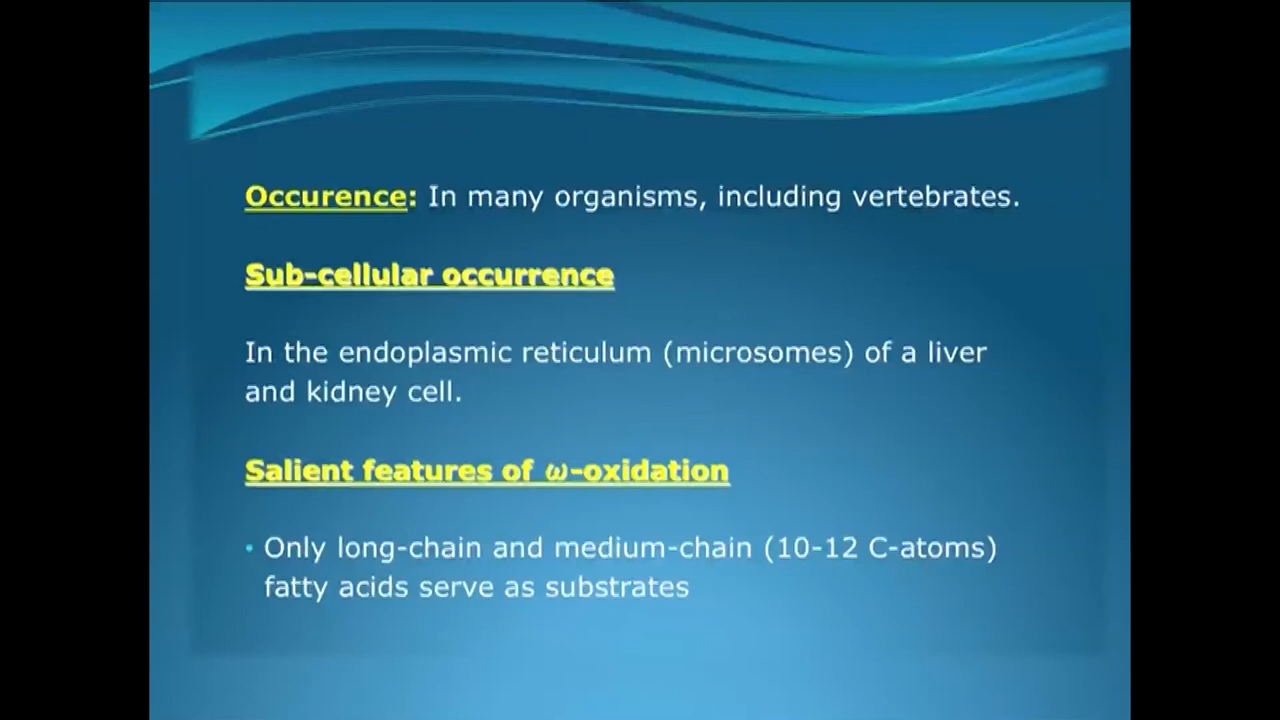 Occurence: In many organisms, including vertebrates.
Sub-cellular occurrence
In the endoplasmic reticulum (microsomes) of a liver
and kidney cell.
Salient features of ω-oxidation
• Only long-chain and medium-chain (10-12 C-atoms)
fatty acids serve as substrates